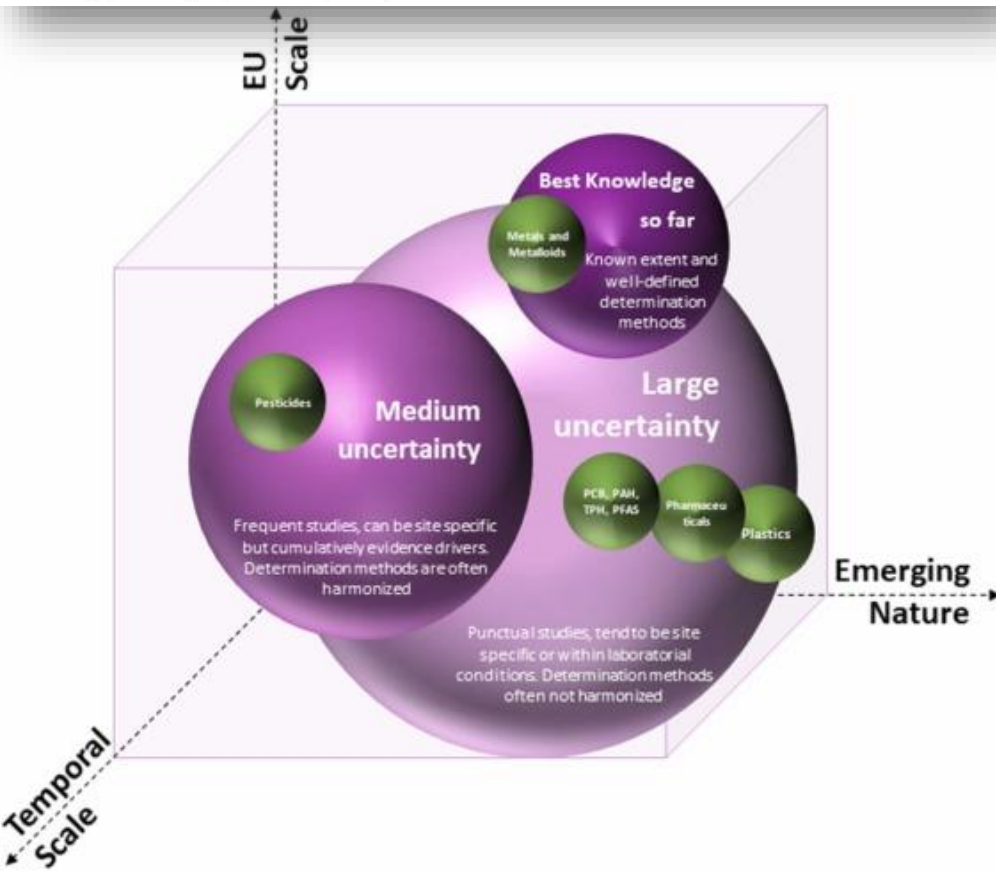 EU
Scale
Best Knowledge
so far
Metals and
Metalloids
Known extent and
well-defined
determination
methods
Large
uncertainty
Pesticides
Medium
uncertainty
PCB, PAH,
TPH, PFAS
Pharmaceu
ticals
Plastics
Frequent studies, can be site specific
but cumulatively evidence drivers.
Determination methods are often
harmonized
Emerging
Nature
Punctual studies, tend to be site
specific or within laboratorial
conditions. Determination methods
often not harmonized
Temporal
Scale